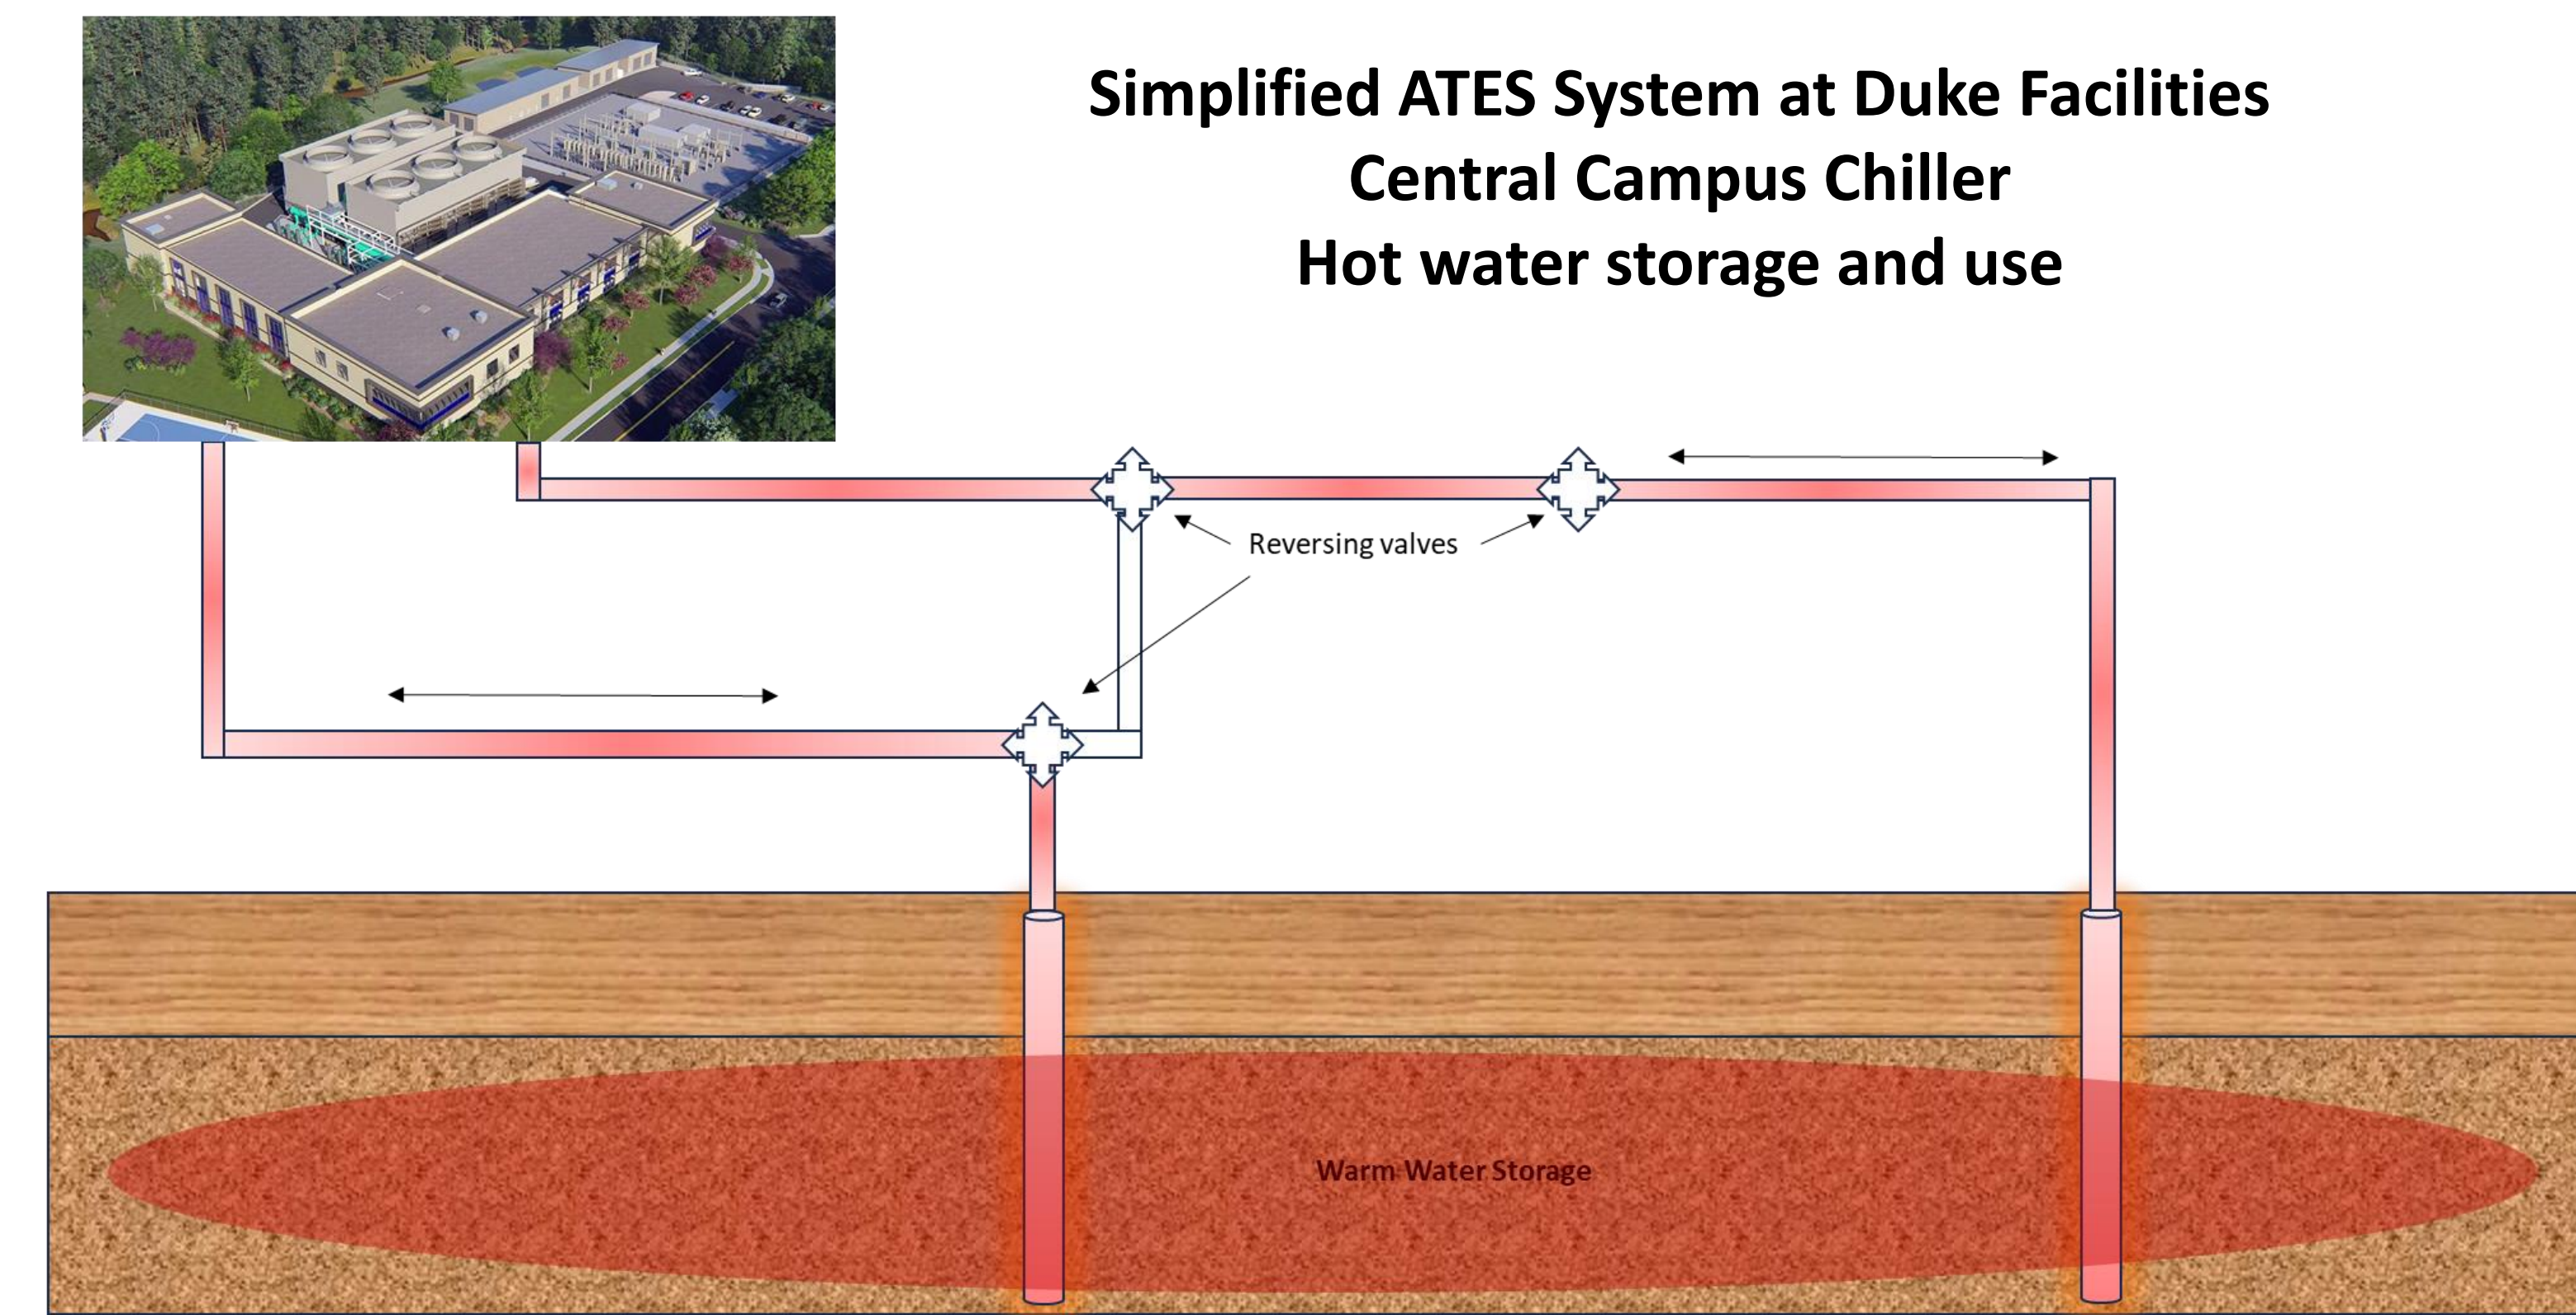 Simplified ATES System at Duke Facilities
Central Campus Chiller
Hot water storage and use
Reversing valves
Warm Water Storage